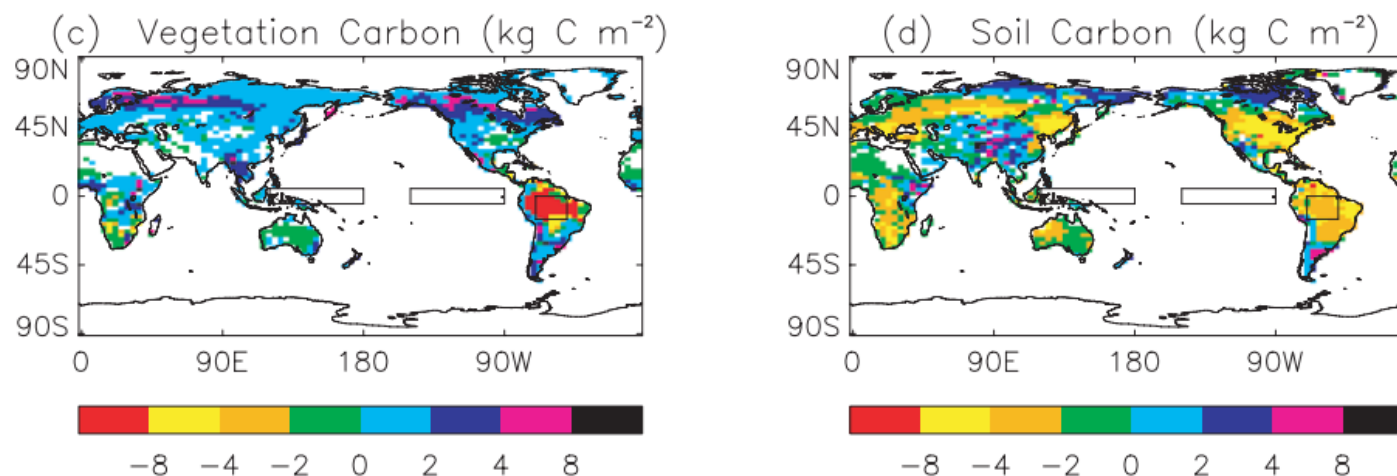 (c) Vegetation Carbon (kg C m⁻²)
90N
45N
0
45S
90S
0 90E 180 90W
−8 −4 −2 0 2 4 8
(d) Soil Carbon (kg C m⁻²)
90N
45N
0
45S
90S
0 90E 180 90W
−8 −4 −2 0 2 4 8